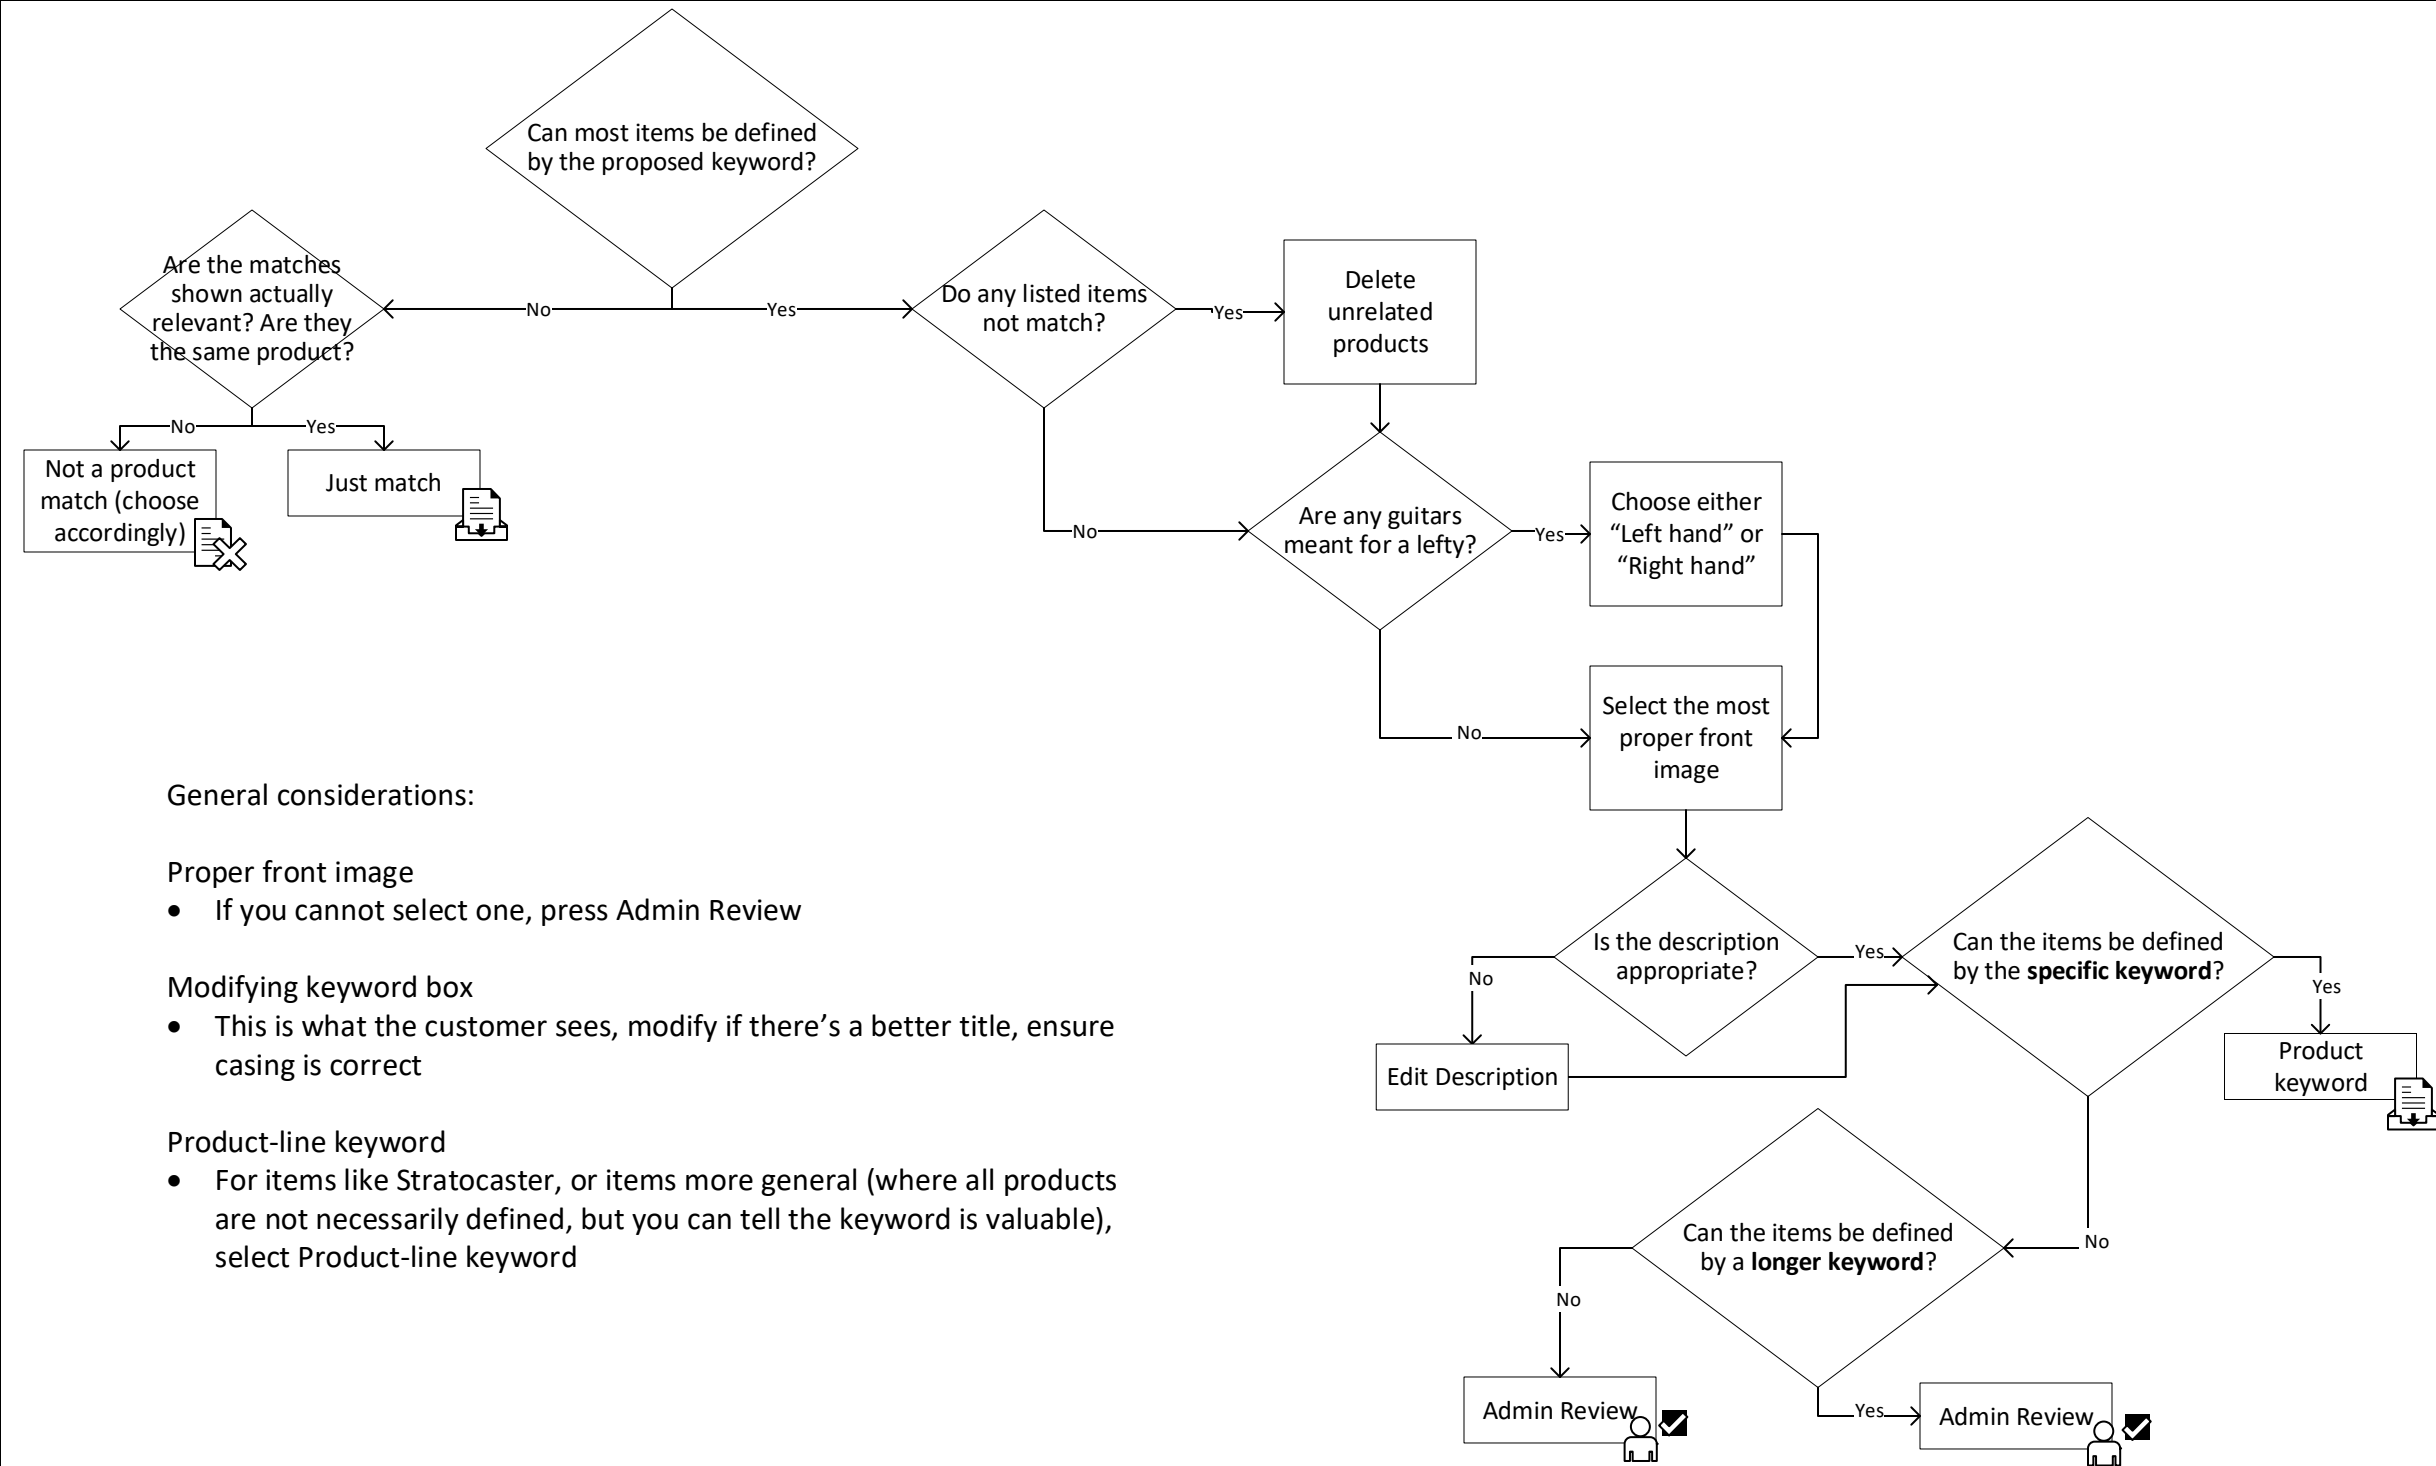 Can most items be defined
by the proposed keyword?
Are the matches
shown actually
relevant? Are they
the same product?
No
Yes
Do any listed items
not match?
Yes
Delete
unrelated
products
No
Yes
Not a product
match (choose
accordingly)
Just match
No
Are any guitars
meant for a lefty?
Yes
Choose either
“Left hand” or
“Right hand”
No
Select the most
proper front
image
General considerations:
Proper front image
• If you cannot select one, press Admin Review
Modifying keyword box
• This is what the customer sees, modify if there’s a better title, ensure
casing is correct
Product-line keyword
• For items like Stratocaster, or items more general (where all products
are not necessarily defined, but you can tell the keyword is valuable),
select Product-line keyword
Is the description
appropriate?
Yes
No
Edit Description
Can the items be defined
by the specific keyword?
Yes
Product
keyword
No
Can the items be defined
by a longer keyword?
No
Admin Review
Yes
Admin Review